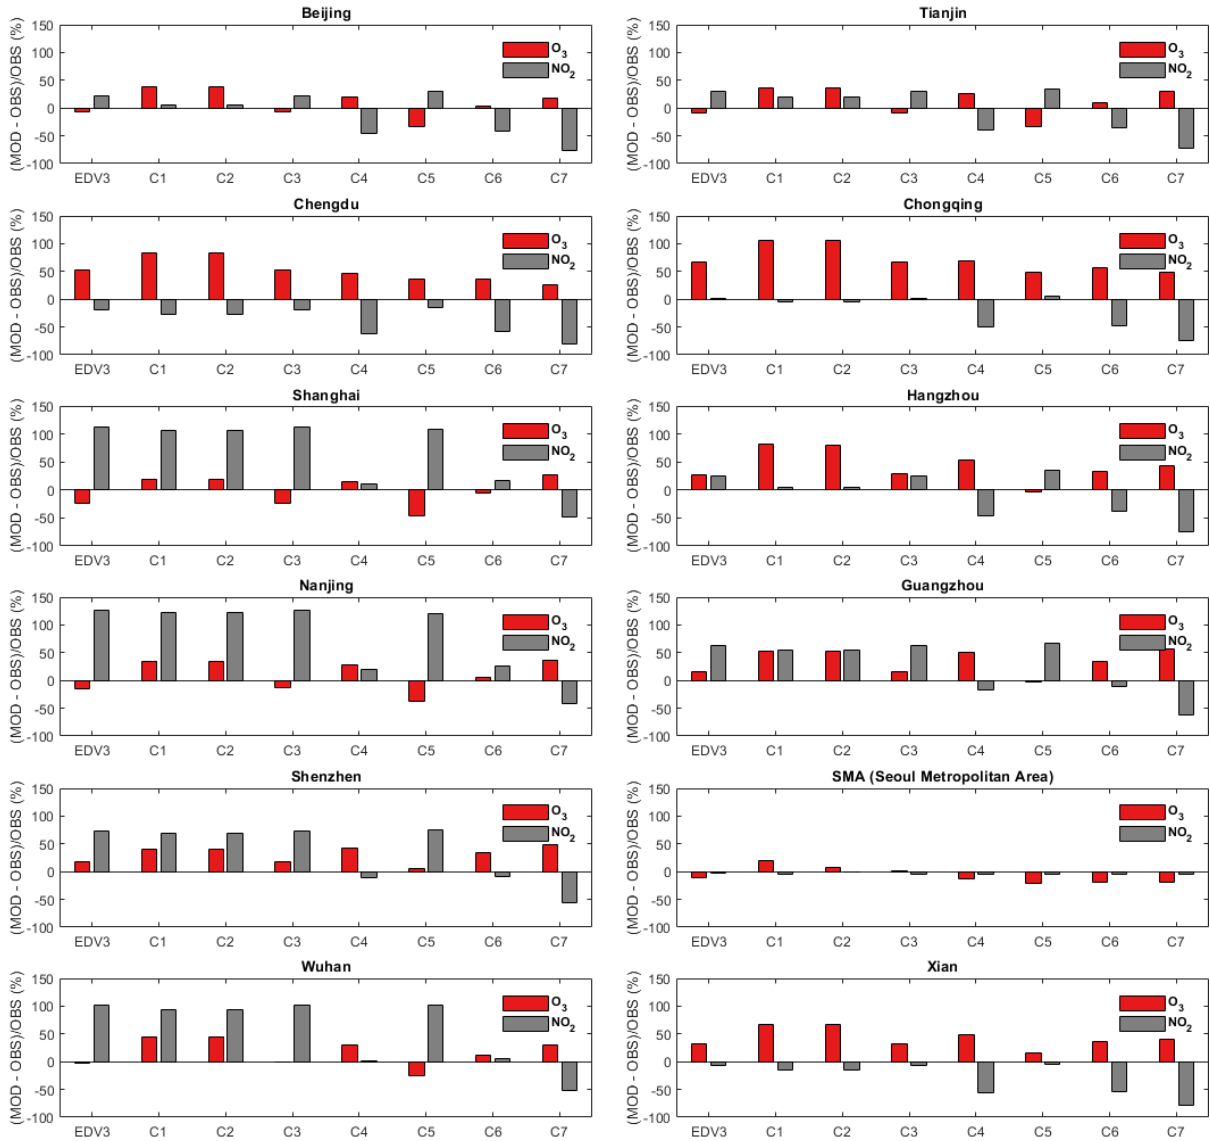 Beijing
(MOD - OBS)/OBS (%)
150
100
50
0
-50
-100
O3
NO2
EDV3 C1 C2 C3 C4 C5 C6 C7
Tianjin
(MOD - OBS)/OBS (%)
150
100
50
0
-50
-100
O3
NO2
EDV3 C1 C2 C3 C4 C5 C6 C7
Chengdu
(MOD - OBS)/OBS (%)
150
100
50
0
-50
-100
O3
NO2
EDV3 C1 C2 C3 C4 C5 C6 C7
Chongqing
(MOD - OBS)/OBS (%)
150
100
50
0
-50
-100
O3
NO2
EDV3 C1 C2 C3 C4 C5 C6 C7
Shanghai
(MOD - OBS)/OBS (%)
150
100
50
0
-50
-100
O3
NO2
EDV3 C1 C2 C3 C4 C5 C6 C7
Hangzhou
(MOD - OBS)/OBS (%)
150
100
50
0
-50
-100
O3
NO2
EDV3 C1 C2 C3 C4 C5 C6 C7
Nanjing
(MOD - OBS)/OBS (%)
150
100
50
0
-50
-100
O3
NO2
EDV3 C1 C2 C3 C4 C5 C6 C7
Guangzhou
(MOD - OBS)/OBS (%)
150
100
50
0
-50
-100
O3
NO2
EDV3 C1 C2 C3 C4 C5 C6 C7
Shenzhen
(MOD - OBS)/OBS (%)
150
100
50
0
-50
-100
O3
NO2
EDV3 C1 C2 C3 C4 C5 C6 C7
SMA (Seoul Metropolitan Area)
(MOD - OBS)/OBS (%)
150
100
50
0
-50
-100
O3
NO2
EDV3 C1 C2 C3 C4 C5 C6 C7
Wuhan
(MOD - OBS)/OBS (%)
150
100
50
0
-50
-100
O3
NO2
EDV3 C1 C2 C3 C4 C5 C6 C7
Xian
(MOD - OBS)/OBS (%)
150
100
50
0
-50
-100
O3
NO2
EDV3 C1 C2 C3 C4 C5 C6 C7